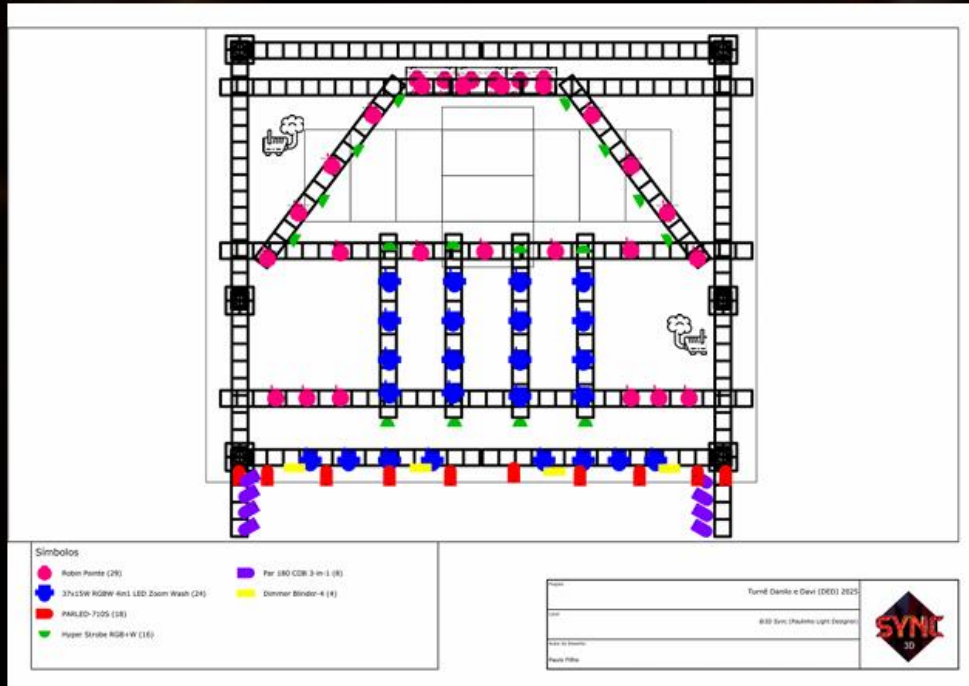 Símbolos
Robin Pointe (29)
37x15W RGBW 4in1 LED Zoom Wash (24)
PARLED-710S (18)
Hyper Strobe RGB+W (16)
Par 180 COB 3-in-1 (8)
Dimmer Blinder-4 (4)
Turnê Danilo e Davi (DED) 2025
@3D Sync (Paulinho Light Designer)
Paulo Filho
SYNC
3D